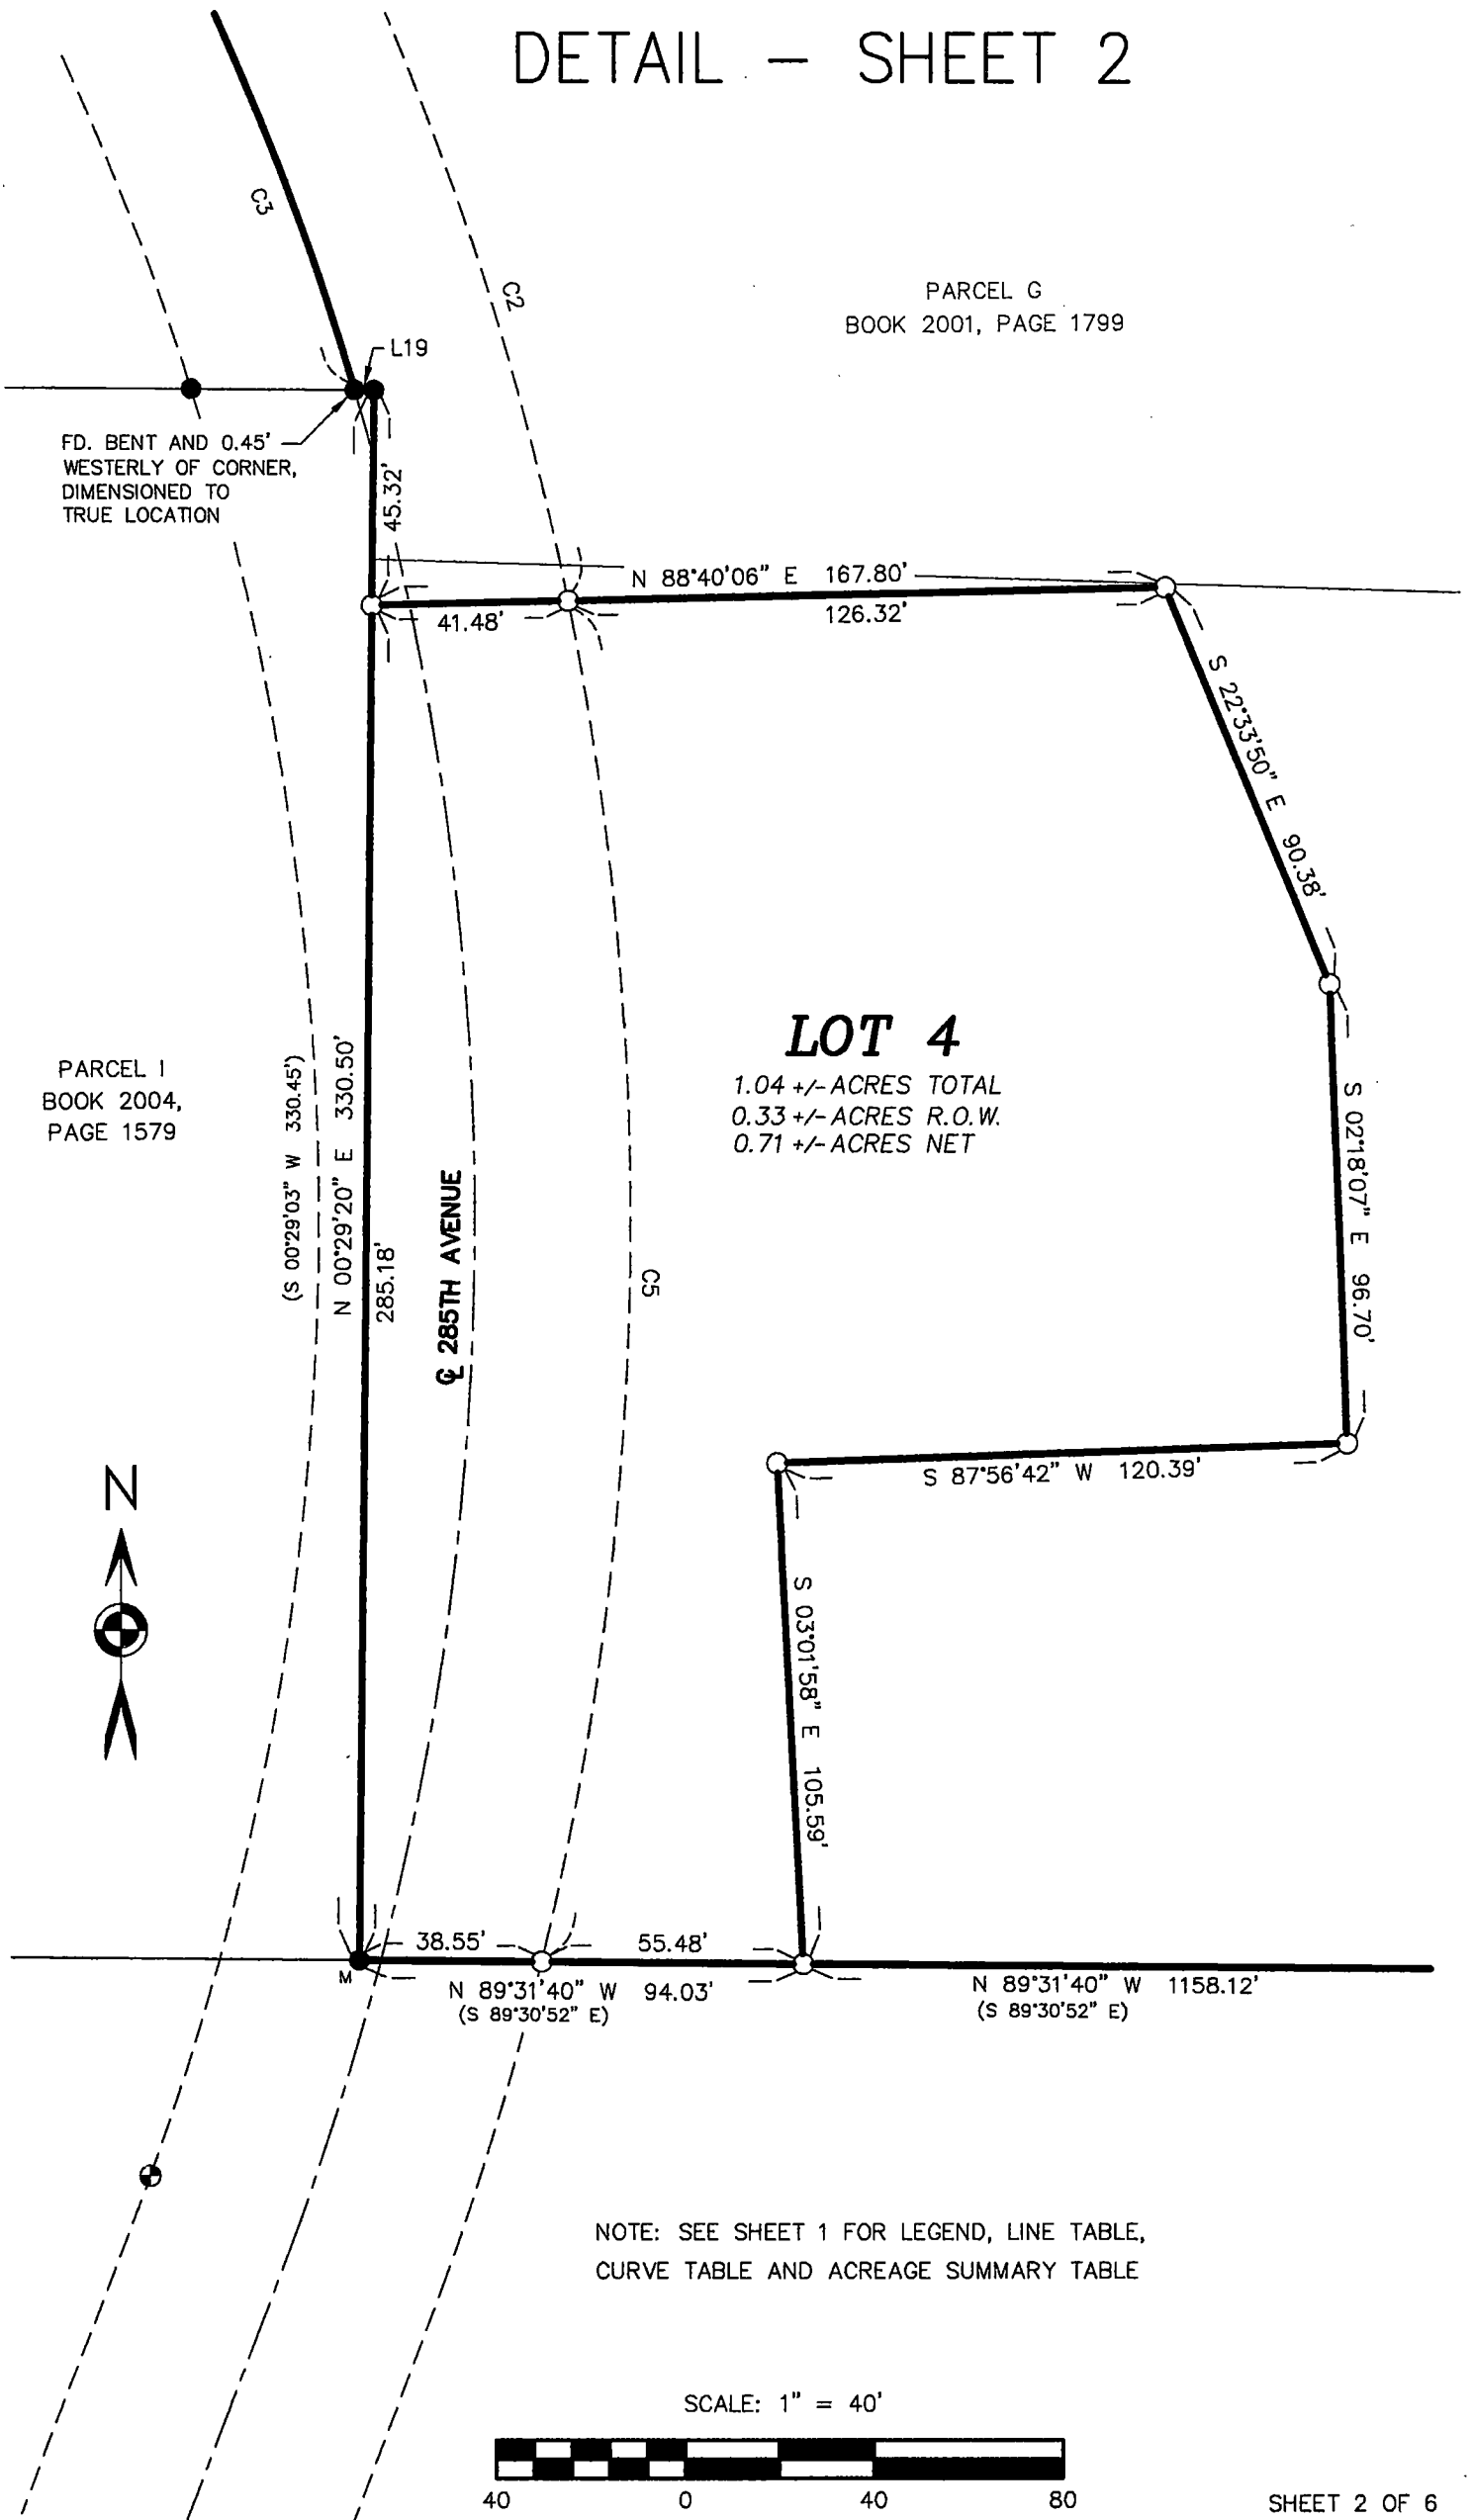 DETAIL – SHEET 2
C3
C2
PARCEL G
BOOK 2001, PAGE 1799
L19
FD. BENT AND 0.45'
WESTERLY OF CORNER,
DIMENSIONED TO
TRUE LOCATION
45.32'
N 88°40'06" E 167.80'
41.48'
126.32'
S 22°33'50" E 90.38'
LOT 4
1.04 +/- ACRES TOTAL
0.33 +/- ACRES R.O.W.
0.71 +/- ACRES NET
PARCEL I
BOOK 2004,
PAGE 1579
(S 00°29'03" W 330.45')
N 00°29'20" E 330.50'
285.18'
℄ 285TH AVENUE
C5
S 02°18'07" E 96.70'
S 87°56'42" W 120.39'
N
S 03°01'58" E 105.59'
38.55'
55.48'
M
N 89°31'40" W 94.03'
(S 89°30'52" E)
N 89°31'40" W 1158.12'
(S 89°30'52" E)
NOTE: SEE SHEET 1 FOR LEGEND, LINE TABLE,
CURVE TABLE AND ACREAGE SUMMARY TABLE
SCALE: 1" = 40'
40 0 40 80
SHEET 2 OF 6